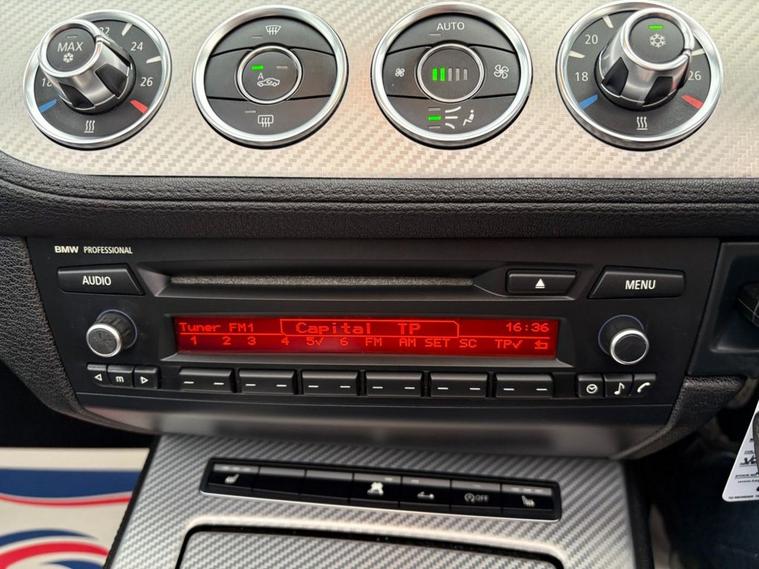 MAX 22 24 26 18
AUTO
A
20 18 26
BMW PROFESSIONAL
AUDIO
MENU
Tuner FM1 Capital TP 16:36
1 2 3 4 5✓ 6 FM AM SET SC TP✓
m
OFF